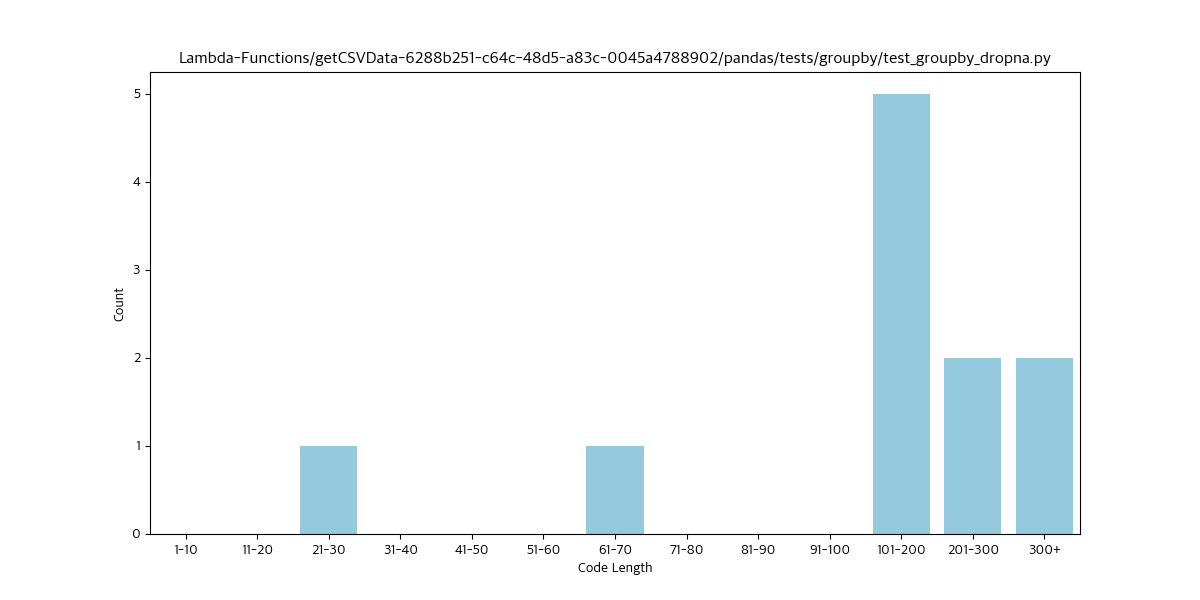 Lambda-Functions/getCSVData-6288b251-c64c-48d5-a83c-0045a4788902/pandas/tests/groupby/test_groupby_dropna.py
5
4
3
2
1
0
Count
1-10 11-20 21-30 31-40 41-50 51-60 61-70 71-80 81-90 91-100 101-200 201-300 300+
Code Length